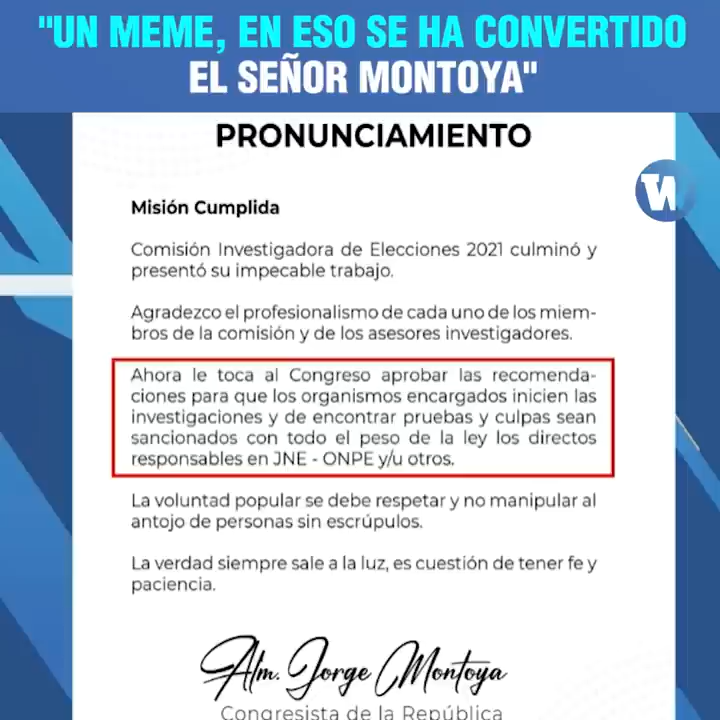 "UN MEME, EN ESO SE HA CONVERTIDO
EL SEÑOR MONTOYA"
PRONUNCIAMIENTO
W
Misión Cumplida
Comisión Investigadora de Elecciones 2021 culminó y
presentó su impecable trabajo.
Agradezco el profesionalismo de cada uno de los miem-
bros de la comisión y de los asesores investigadores.
Ahora le toca al Congreso aprobar las recomenda-
ciones para que los organismos encargados inicien las
investigaciones y de encontrar pruebas y culpas sean
sancionados con todo el peso de la ley los directos
responsables en JNE - ONPE y/u otros.
La voluntad popular se debe respetar y no manipular al
antojo de personas sin escrúpulos.
La verdad siempre sale a la luz, es cuestión de tener fe y
paciencia.
Alm. Jorge Montoya
Congresista de la República